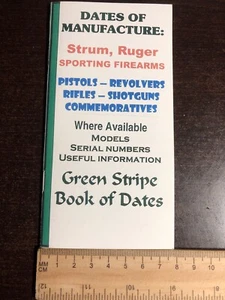 DATES OF
MANUFACTURE:
Strum, Ruger
SPORTING FIREARMS
PISTOLS – REVOLVERS
RIFLES – SHOTGUNS
COMMEMORATIVES
Where Available
MODELS
SERIAL NUMBERS
USEFUL INFORMATION
Green Stripe
Book of Dates
MM
CM 1 2 3 4 5 6 7 8 9 10